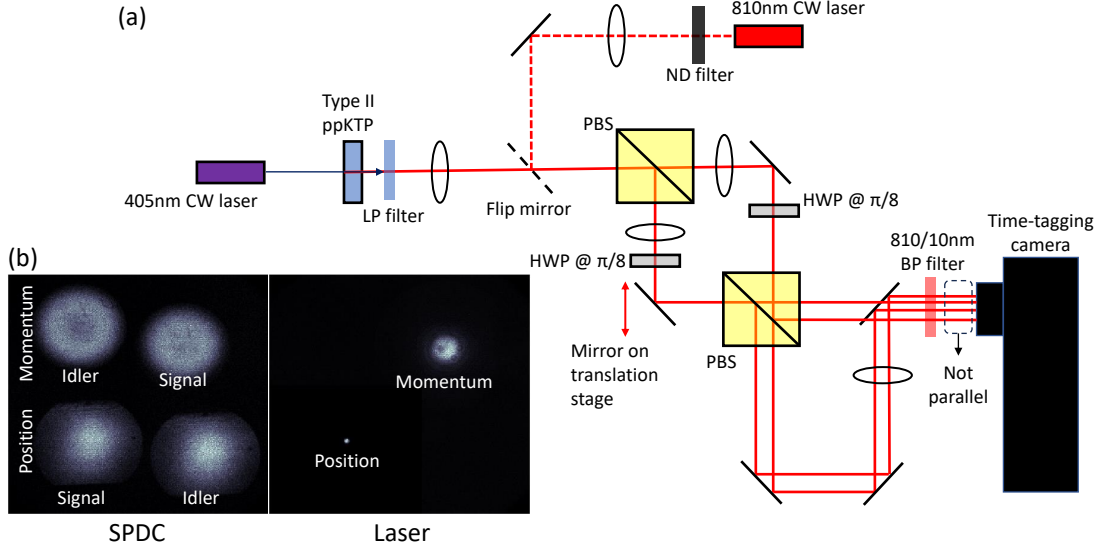 (a)
810nm CW laser
ND filter
Type II
ppKTP
PBS
405nm CW laser
LP filter
Flip mirror
HWP @ π/8
Time-tagging
camera
810/10nm
BP filter
(b)
HWP @ π/8
Momentum
Idler
Signal
Momentum
Mirror on
translation
stage
PBS
Not
parallel
Position
Signal
Idler
Position
SPDC
Laser